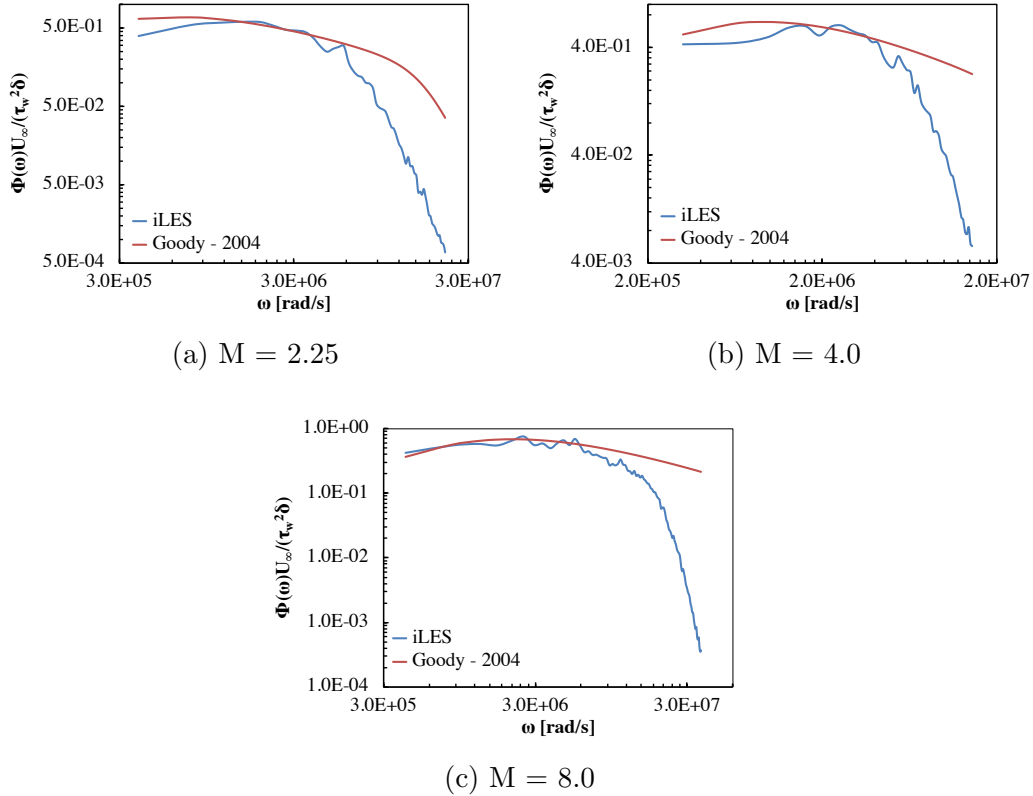 5.0E-01
5.0E-02
5.0E-03
5.0E-04
Φ(ω)U∞/(τw²δ)
iLES
Goody - 2004
3.0E+05 3.0E+06 3.0E+07
ω [rad/s]
(a) M = 2.25
4.0E-01
4.0E-02
4.0E-03
Φ(ω)U∞/(τw²δ)
iLES
Goody - 2004
2.0E+05 2.0E+06 2.0E+07
ω [rad/s]
(b) M = 4.0
1.0E+00
1.0E-01
1.0E-02
1.0E-03
1.0E-04
Φ(ω)U∞/(τw²δ)
iLES
Goody - 2004
3.0E+05 3.0E+06 3.0E+07
ω [rad/s]
(c) M = 8.0